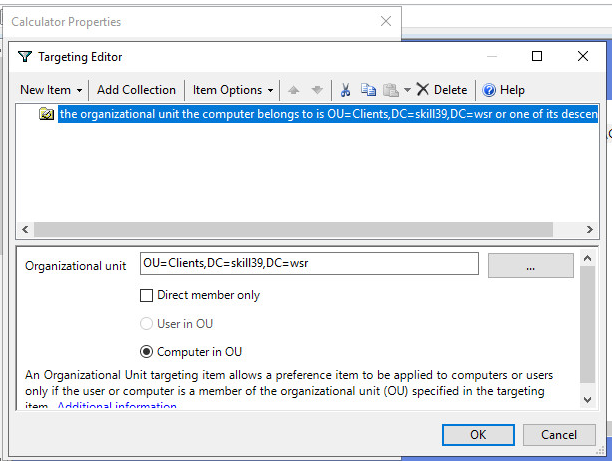 Calculator Properties
Targeting Editor
New Item Add Collection Item Options Delete Help
the organizational unit the computer belongs to is OU=Clients,DC=skill39,DC=wsr or one of its descen
Organizational unit OU=Clients,DC=skill39,DC=wsr ...
Direct member only
User in OU
Computer in OU
An Organizational Unit targeting item allows a preference item to be applied to computers or users
only if the user or computer is a member of the organizational unit (OU) specified in the targeting
item. Additional information
OK Cancel